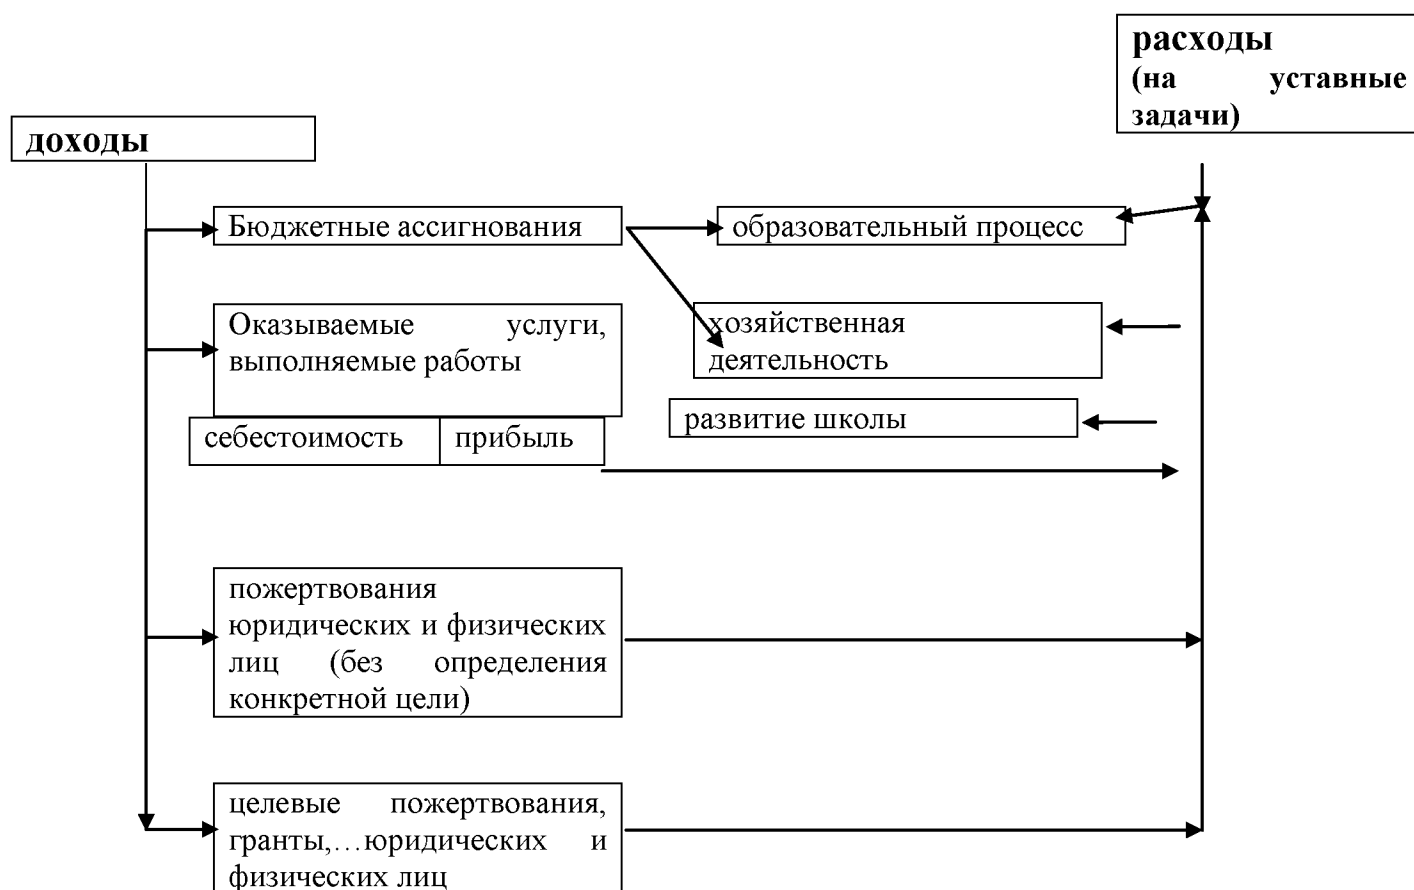 расходы
(на уставные
задачи)
доходы
Бюджетные ассигнования
образовательный процесс
Оказываемые услуги,
выполняемые работы
хозяйственная
деятельность
развитие школы
себестоимость
прибыль
пожертвования
юридических и физических
лиц (без определения
конкретной цели)
целевые пожертвования,
гранты,…юридических и
физических лиц